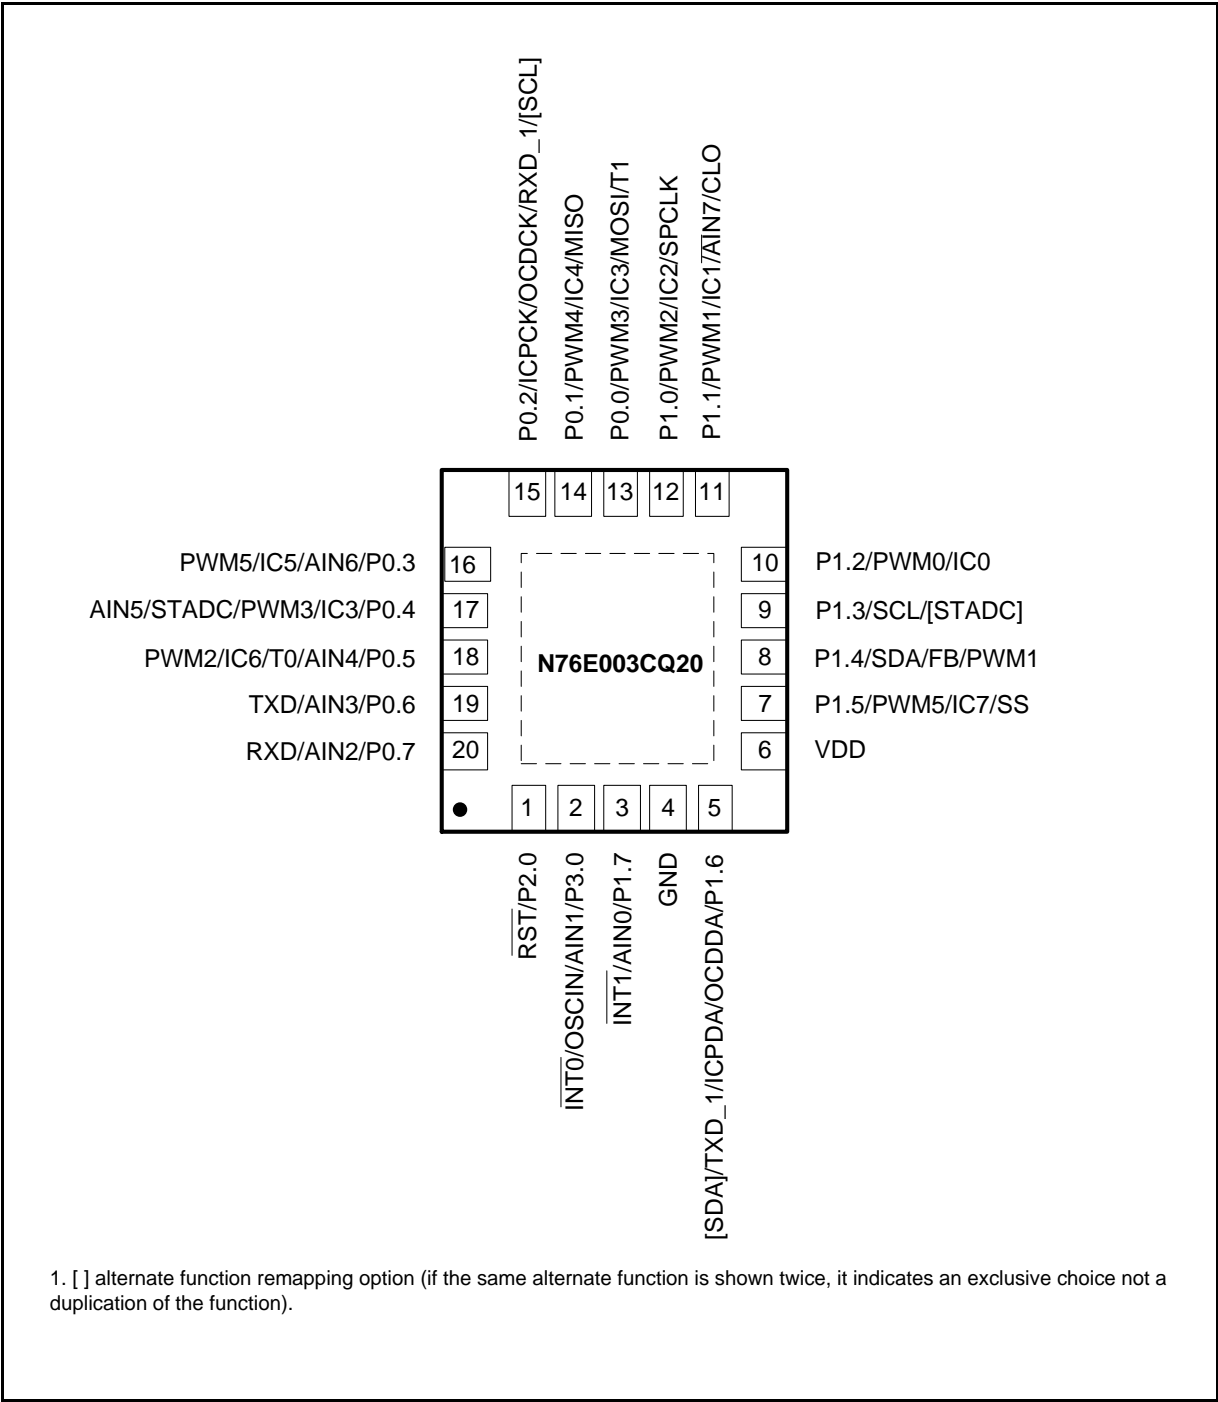 P0.2/ICPCK/OCDCK/RXD_1/[SCL]
P0.1/PWM4/IC4/MISO
P0.0/PWM3/IC3/MOSI/T1
P1.0/PWM2/IC2/SPCLK
P1.1/PWM1/IC1/AIN7/CLO
15
14
13
12
11
PWM5/IC5/AIN6/P0.3
16
10
P1.2/PWM0/IC0
AIN5/STADC/PWM3/IC3/P0.4
17
9
P1.3/SCL/[STADC]
PWM2/IC6/T0/AIN4/P0.5
18
N76E003CQ20
8
P1.4/SDA/FB/PWM1
TXD/AIN3/P0.6
19
7
P1.5/PWM5/IC7/SS
RXD/AIN2/P0.7
20
6
VDD
1
2
3
4
5
RST/P2.0
INT0/OSCIN/AIN1/P3.0
INT1/AIN0/P1.7
GND
[SDA]/TXD_1/ICPDA/OCDDA/P1.6
1. [ ] alternate function remapping option (if the same alternate function is shown twice, it indicates an exclusive choice not a
duplication of the function).